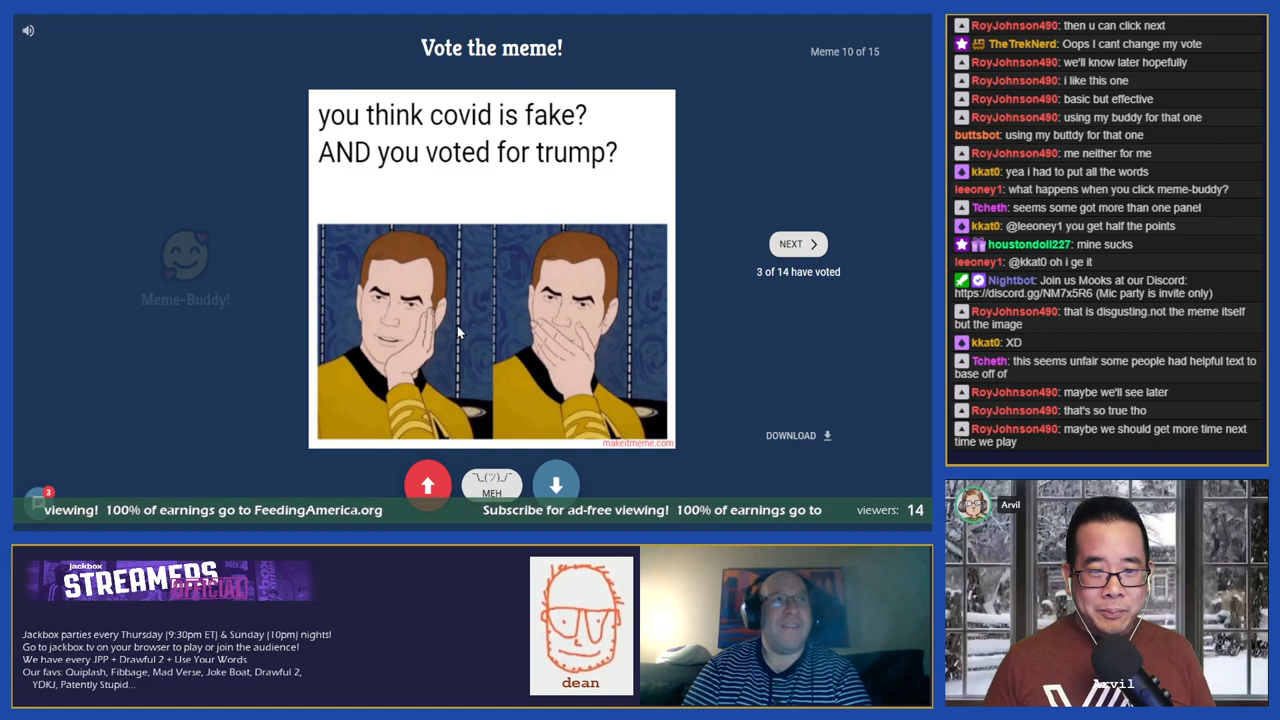 Vote the meme!
Meme 10 of 15
you think covid is fake?
AND you voted for trump?
makeitmeme.com
Meme-Buddy!
NEXT
3 of 14 have voted
DOWNLOAD
¯\_(ツ)_/¯
MEH
3
viewing!  100% of earnings go to FeedingAmerica.org
Subscribe for ad-free viewing!  100% of earnings go to
viewers: 14
RoyJohnson490: then u can click next
TheTrekNerd: Oops I cant change my vote
RoyJohnson490: we'll know later hopefully
RoyJohnson490: i like this one
RoyJohnson490: basic but effective
RoyJohnson490: using my buddy for that one
buttsbot: using my buttdy for that one
RoyJohnson490: me neither for me
kkat0: yea i had to put all the words
leeoney1: what happens when you click meme-buddy?
Tcheth: seems some got more than one panel
kkat0: @leeoney1 you get half the points
houstondoll227: mine sucks
leeoney1: @kkat0 oh i ge it
Nightbot: Join us Mooks at our Discord:
https://discord.gg/NM7x5R6 (Mic party is invite only)
RoyJohnson490: that is disgusting.not the meme itself
but the image
kkat0: XD
Tcheth: this seems unfair some people had helpful text to
base off of
RoyJohnson490: maybe we'll see later
RoyJohnson490: that's so true tho
RoyJohnson490: maybe we should get more time next
time we play
jackbox
STREAMERS
OFFICIAL
Jackbox parties every Thursday (9:30pm ET) & Sunday (10pm) nights!
Go to jackbox.tv on your browser to play or join the audience!
We have every JPP + Drawful 2 + Use Your Words.
Our favs: Quiplash, Fibbage, Mad Verse, Joke Boat, Drawful 2,
YDKJ, Patently Stupid...
dean
Arvil
Arvil